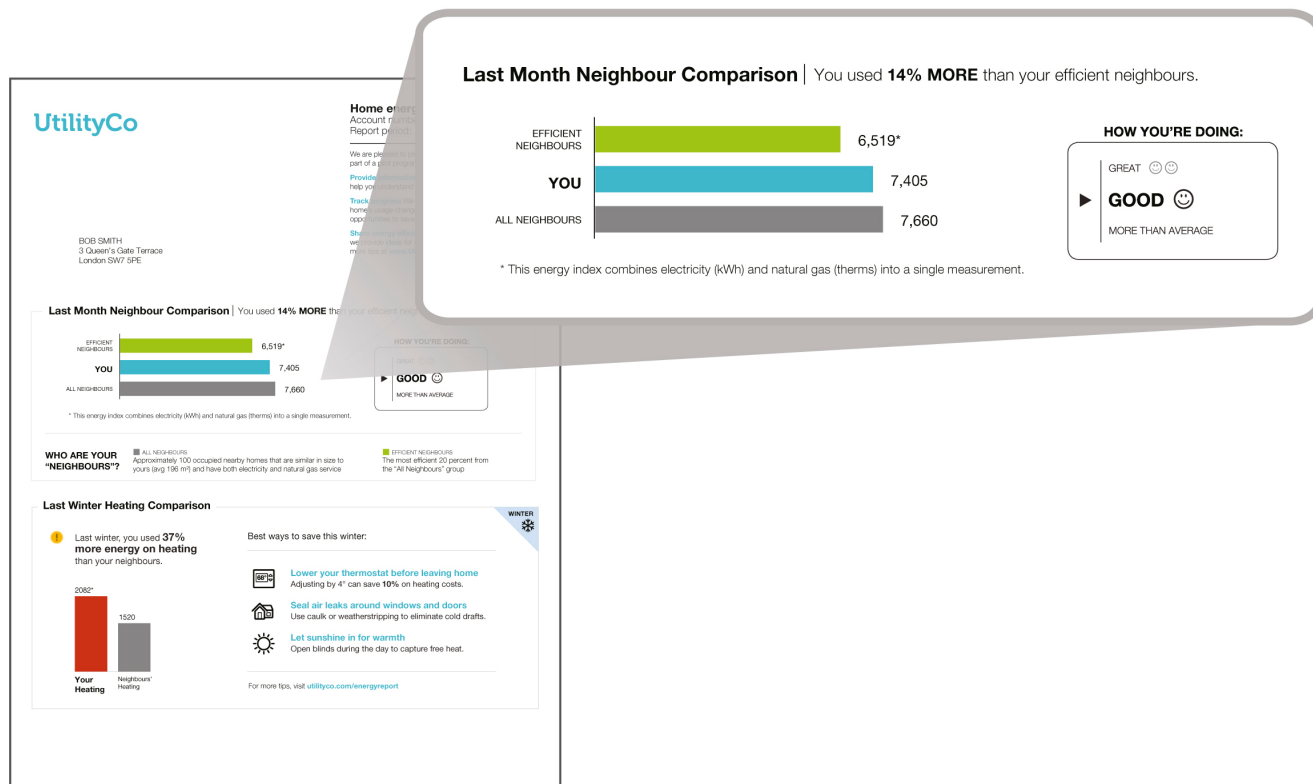 Last Month Neighbour Comparison | You used 14% MORE than your efficient neighbours.
EFFICIENT
NEIGHBOURS
6,519*
YOU
7,405
ALL NEIGHBOURS
7,660
* This energy index combines electricity (kWh) and natural gas (therms) into a single measurement.
HOW YOU'RE DOING:
GREAT
GOOD
MORE THAN AVERAGE
UtilityCo
Home energ
Account numbe
Report period:
We are
part of a
Provide
help you
Track
home
Sha
we
BOB SMITH
3 Queen's Gate Terrace
London SW7 5PE
Last Month Neighbour Comparison | You used 14% MORE than your efficient neig
EFFICIENT
NEIGHBOURS
6,519*
YOU
7,405
ALL NEIGHBOURS
7,660
* This energy index combines electricity (kWh) and natural gas (therms) into a single measurement.
HOW YOU'RE DOING:
GREAT
GOOD
MORE THAN AVERAGE
WHO ARE YOUR
"NEIGHBOURS"?
ALL NEIGHBOURS
Approximately 100 occupied nearby homes that are similar in size to
yours (avg 196 m²) and have both electricity and natural gas service
EFFICIENT NEIGHBOURS
The most efficient 20 percent from
the "All Neighbours" group
Last Winter Heating Comparison
WINTER
Last winter, you used 37%
more energy on heating
than your neighbours.
2082*
1520
Your
Heating
Neighbours'
Heating
Best ways to save this winter:
68°
Lower your thermostat before leaving home
Adjusting by 4° can save 10% on heating costs.
Seal air leaks around windows and doors
Use caulk or weatherstripping to eliminate cold drafts.
Let sunshine in for warmth
Open blinds during the day to capture free heat.
For more tips, visit utilityco.com/energyreport